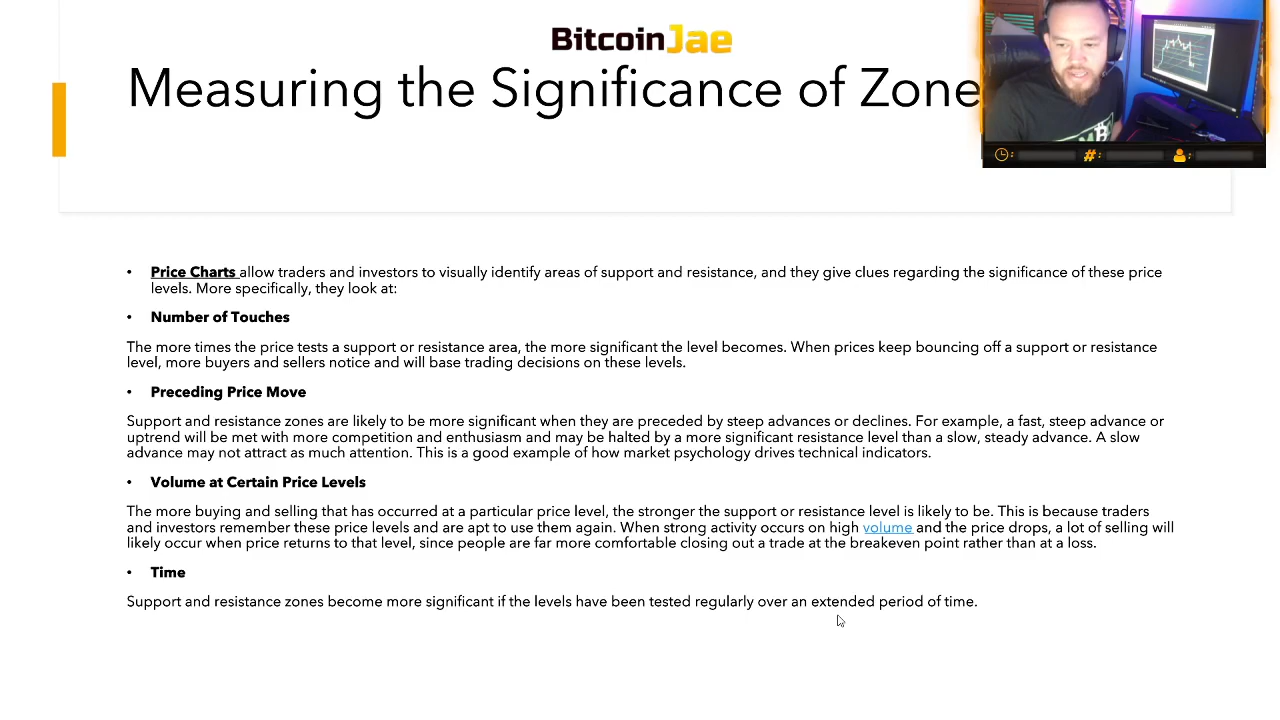 BitcoinJae
Measuring the Significance of Zone
• Price Charts allow traders and investors to visually identify areas of support and resistance, and they give clues regarding the significance of these price
levels. More specifically, they look at:
• Number of Touches
The more times the price tests a support or resistance area, the more significant the level becomes. When prices keep bouncing off a support or resistance
level, more buyers and sellers notice and will base trading decisions on these levels.
• Preceding Price Move
Support and resistance zones are likely to be more significant when they are preceded by steep advances or declines. For example, a fast, steep advance or
uptrend will be met with more competition and enthusiasm and may be halted by a more significant resistance level than a slow, steady advance. A slow
advance may not attract as much attention. This is a good example of how market psychology drives technical indicators.
• Volume at Certain Price Levels
The more buying and selling that has occurred at a particular price level, the stronger the support or resistance level is likely to be. This is because traders
and investors remember these price levels and are apt to use them again. When strong activity occurs on high volume and the price drops, a lot of selling will
likely occur when price returns to that level, since people are far more comfortable closing out a trade at the breakeven point rather than at a loss.
• Time
Support and resistance zones become more significant if the levels have been tested regularly over an extended period of time.